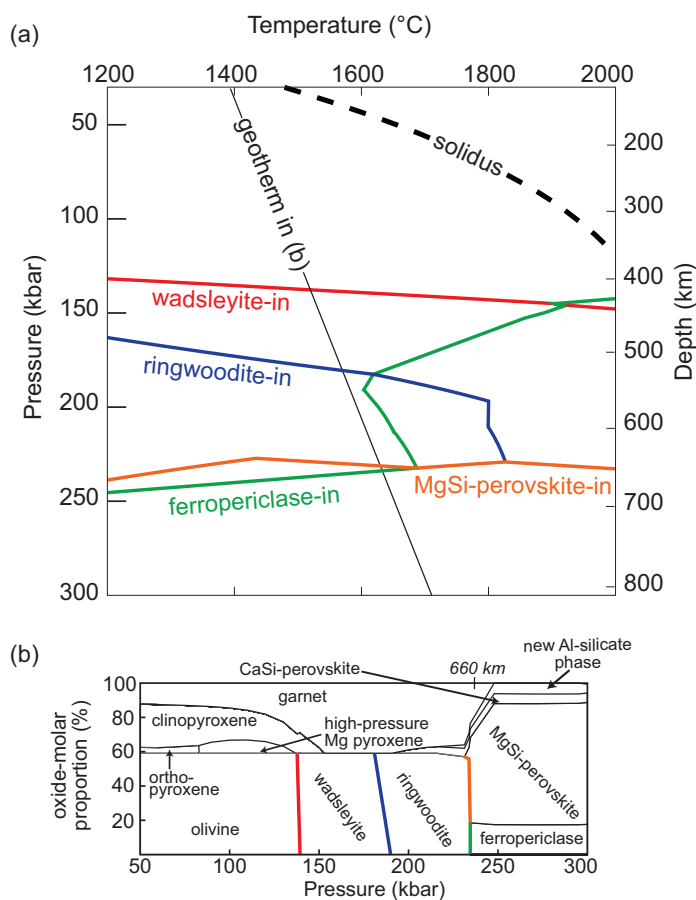 (a)
Temperature (°C)
1200 1400 1600 1800 2000
Pressure (kbar)
50
100
150
200
250
300
Depth (km)
200
300
400
500
600
700
800
geotherm in (b)
solidus
wadsleyite-in
ringwoodite-in
ferropericlase-in
MgSi-perovskite-in
(b)
new Al-silicate
phase
CaSi-perovskite
660 km
oxide-molar
proportion (%)
100
80
60
40
20
garnet
clinopyroxene
high-pressure
Mg pyroxene
ortho-
pyroxene
olivine
wadsleyite
ringwoodite
MgSi-perovskite
ferropericlase
50 100 150 200 250 300
Pressure (kbar)